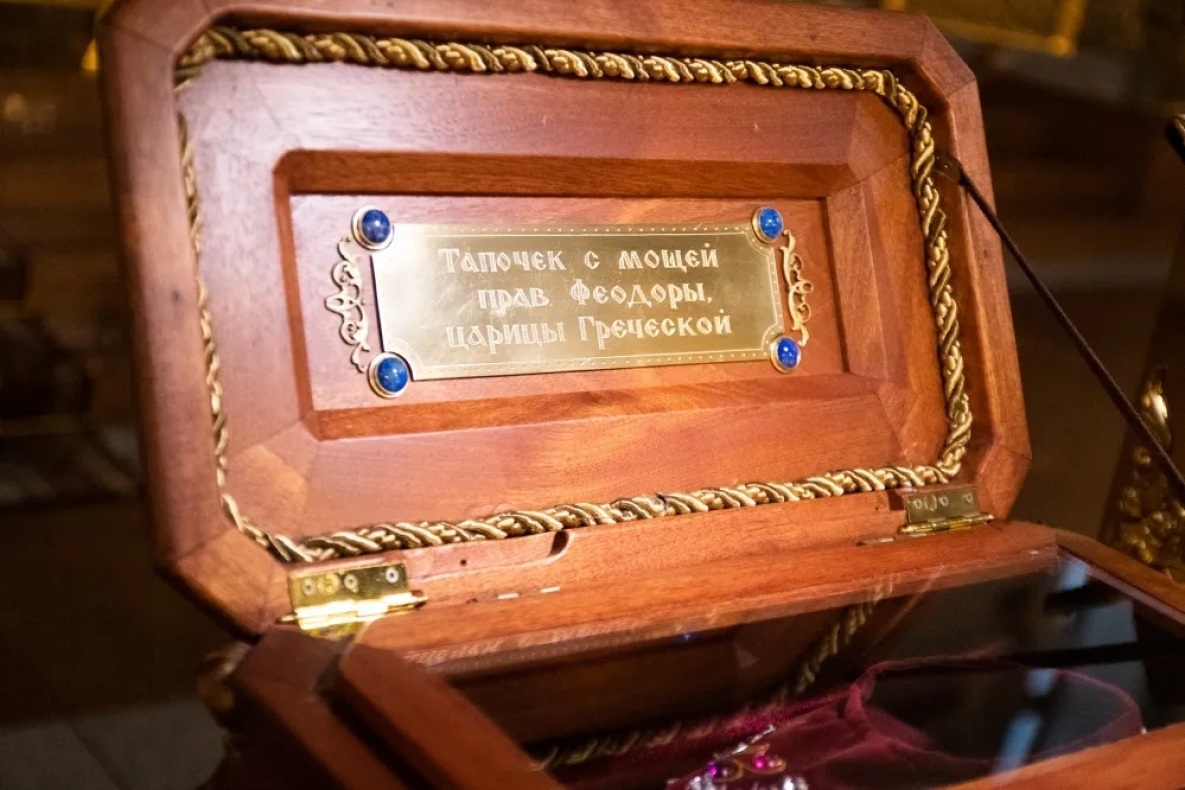 Тапочек с мощей
прав. Феодоры,
царицы Греческой